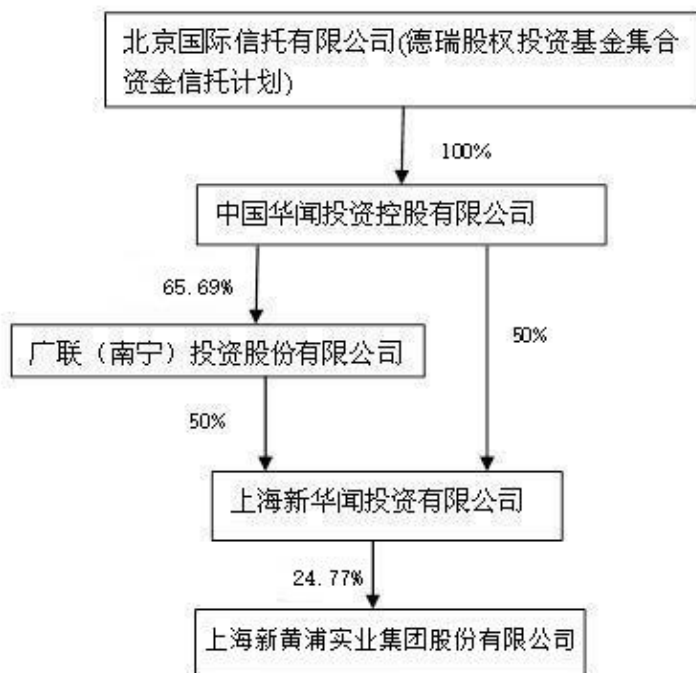 北京国际信托有限公司(德瑞股权投资基金集合
资金信托计划)
100%
中国华闻投资控股有限公司
65.69%
广联（南宁）投资股份有限公司
50%
50%
上海新华闻投资有限公司
24.77%
上海新黄浦实业集团股份有限公司